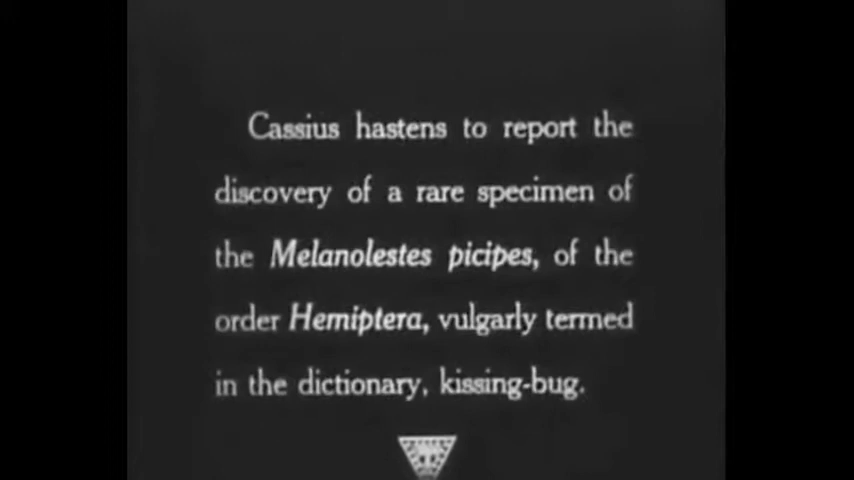 Cassius hastens to report the
discovery of a rare specimen of
the Melanolestes picipes, of the
order Hemiptera, vulgarly termed
in the dictionary, kissing-bug.